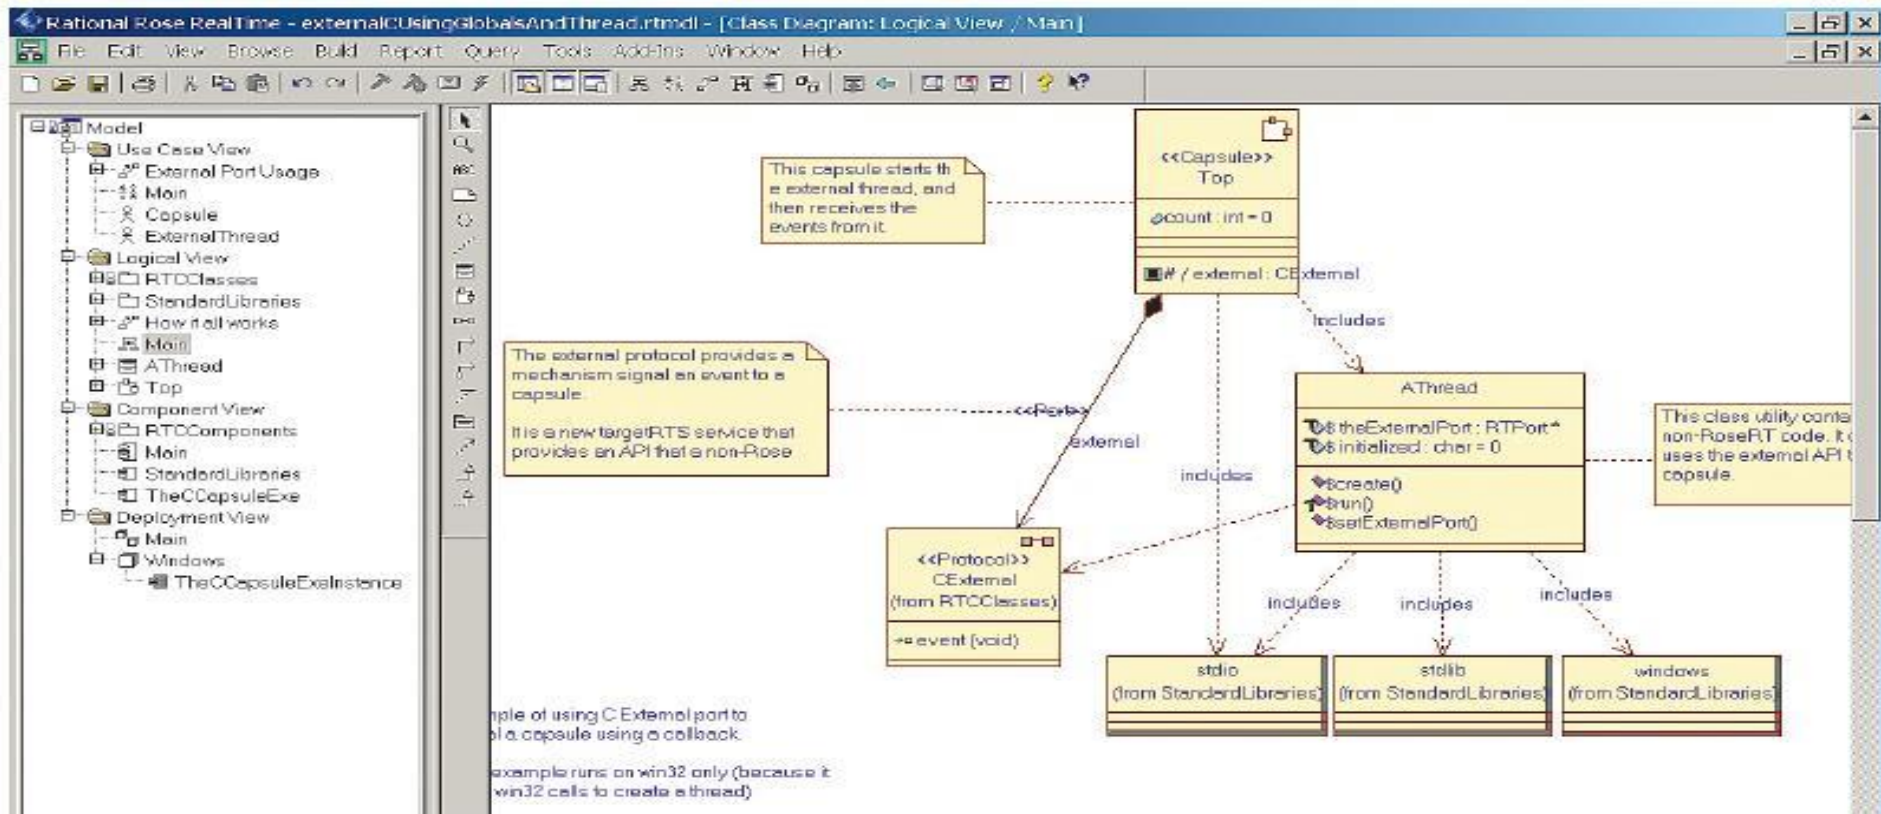 Rational Rose RealTime - externalCUsingGlobalsAndThread.rtmdl - [Class Diagram: Logical View / Main]
File Edit View Browse Build Report Query Tools Add-Ins Window Help
Model
Use Case View
External Port Usage
Main
Capsule
ExternalThread
Logical View
RTCClasses
StandardLibraries
How it all works
Main
AThread
Top
Component View
RTCComponents
Main
StandardLibraries
TheCCapsuleExe
Deployment View
Main
Windows
TheCCapsuleExeInstance
ABC
This capsule starts th
e external thread, and
then receives the
events from it.
<<Capsule>>
Top
count : int = 0
# / external : CExternal
Includes
The external protocol provides a
mechanism signal an event to a
capsule.
It is a new targetRTS service that
provides an API that a non-Rose
<<Port>>
external
includes
AThread
$ theExternalPort : RTPort*
$ initialized : char = 0
$create()
$run()
$setExternalPort()
This class utility conta
non-RoseRT code. It
uses the external API
capsule.
<<Protocol>>
CExternal
(from RTCClasses)
event (void)
includes
includes
includes
stdio
(from StandardLibraries)
stdlib
(from StandardLibraries)
windows
(from StandardLibraries)
mple of using C External port to
a capsule using a callback.
example runs on win32 only (because it
win32 calls to create a thread)